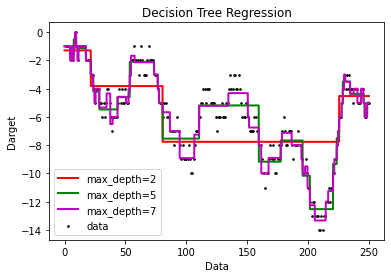 Decision Tree Regression
0
−2
−4
−6
−8
−10
−12
−14
Darget
max_depth=2
max_depth=5
max_depth=7
data
0 50 100 150 200 250
Data